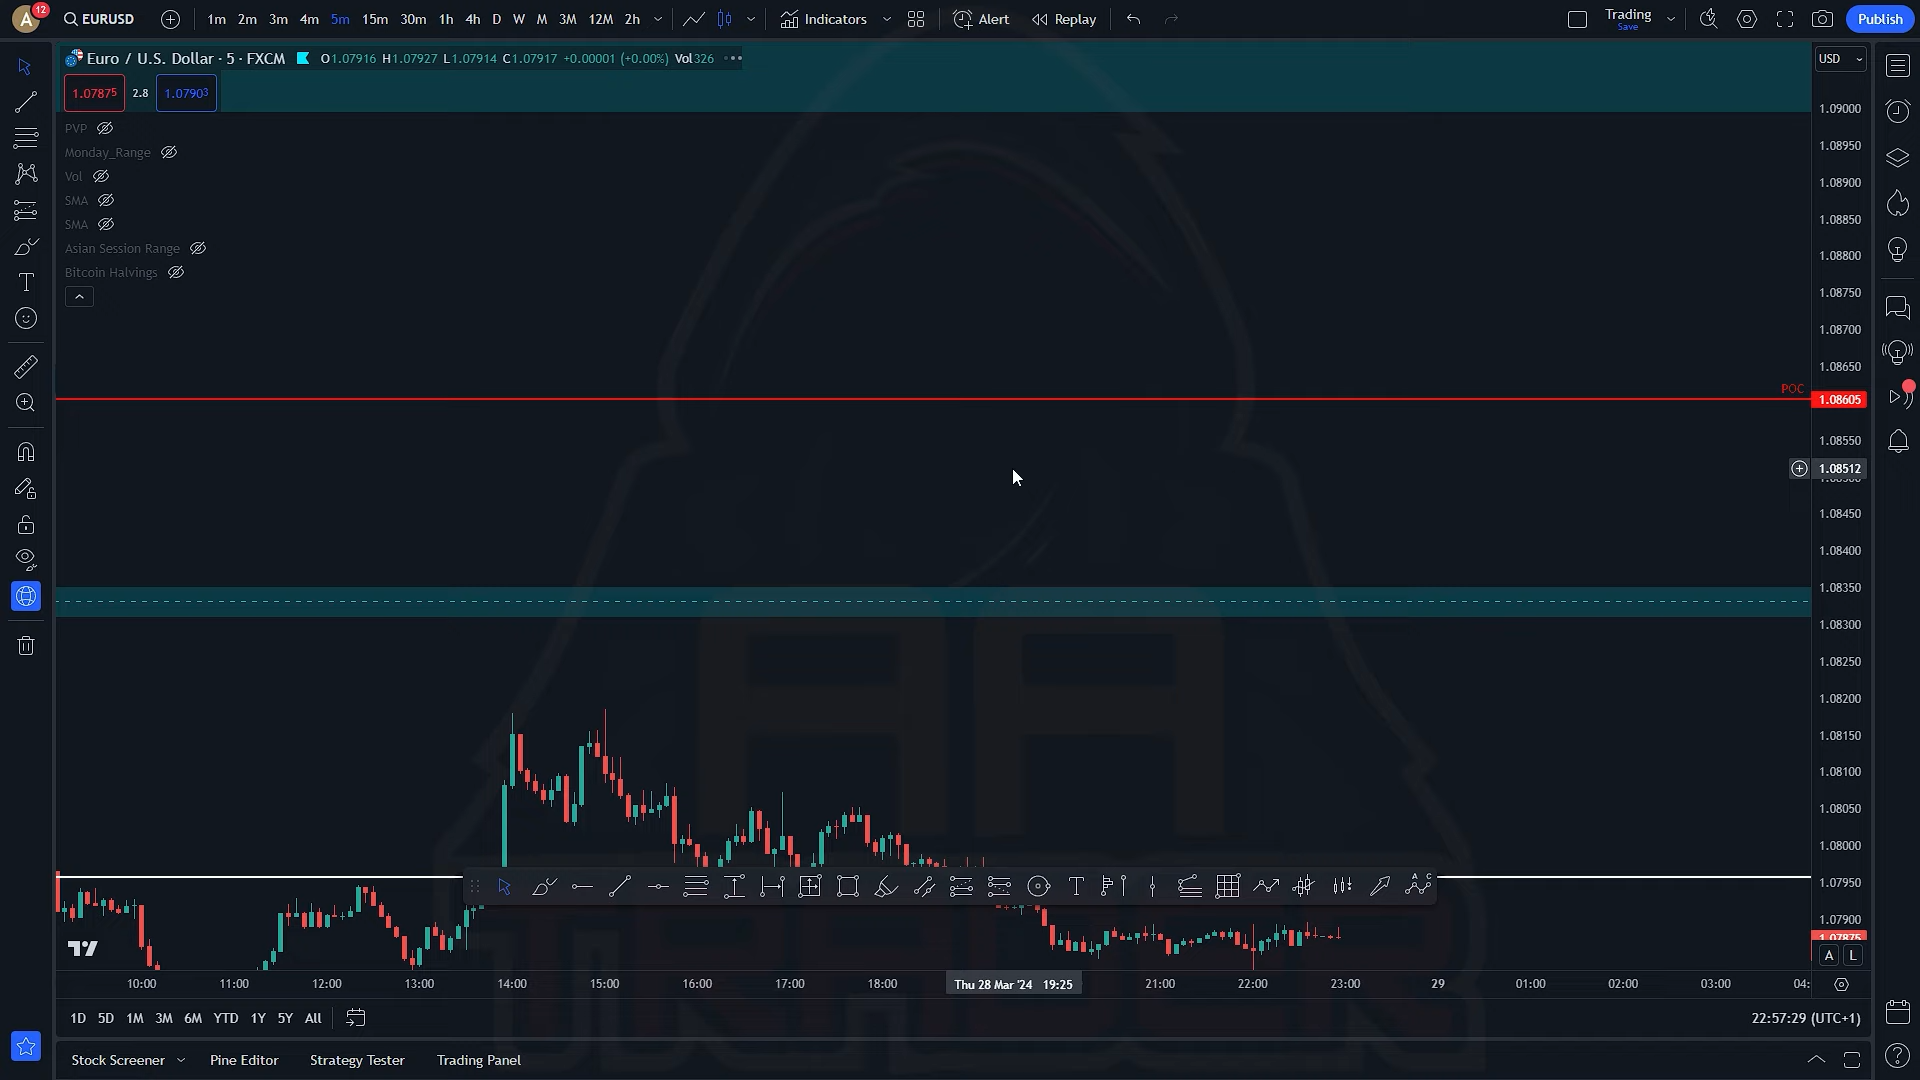 A 12 EURUSD 1m 2m 3m 4m 5m 15m 30m 1h 4h D W M 3M 12M 2h Indicators Alert Replay Trading Save Publish
Euro / U.S. Dollar · 5 · FXCM O1.07916 H1.07927 L1.07914 C1.07917 +0.00001 (+0.00%) Vol326 USD
1.07875 2.8 1.07903
1.09000
PVP
1.08950
Monday_Range
Vol
1.08900
SMA
SMA
1.08850
Asian Session Range
1.08800
Bitcoin Halvings
1.08750
1.08700
1.08650
POC
1.08605
1.08550
1.08512
1.08450
1.08400
1.08350
1.08300
1.08250
1.08200
1.08150
1.08100
1.08050
1.08000
1.07950
1.07900
1.07875
A L
10:00 11:00 12:00 13:00 14:00 15:00 16:00 17:00 18:00 Thu 28 Mar '24 19:25 21:00 22:00 23:00 29 01:00 02:00 03:00 04:
1D 5D 1M 3M 6M YTD 1Y 5Y All 22:57:29 (UTC+1)
Stock Screener Pine Editor Strategy Tester Trading Panel